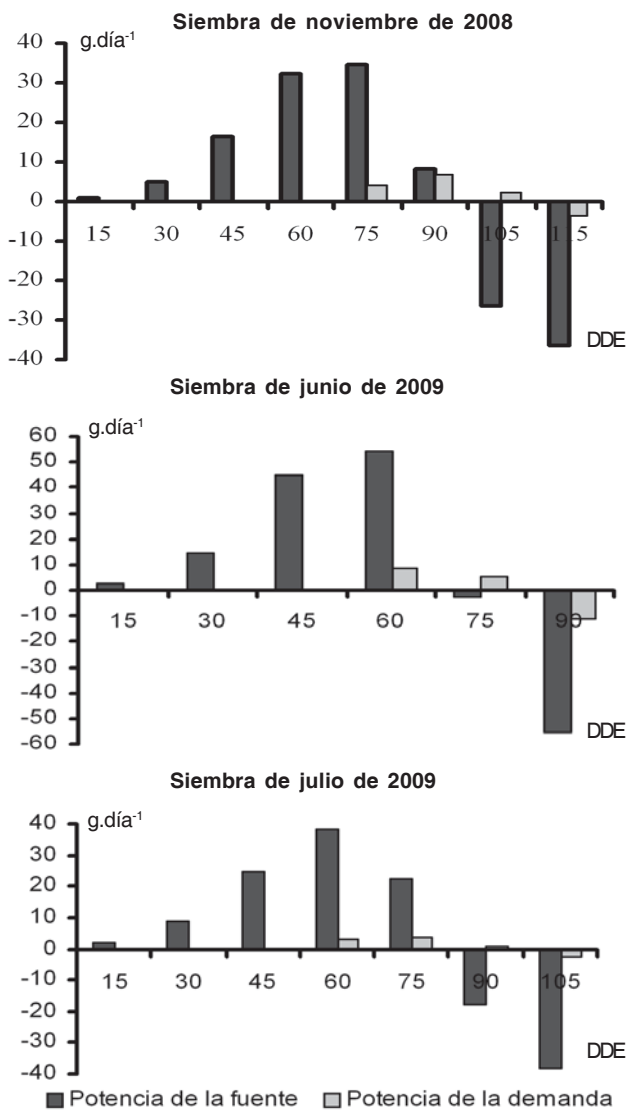 Siembra de noviembre de 2008
g.día⁻¹
40
30
20
10
0
-10
-20
-30
-40
15 30 45 60 75 90 105 115
DDE
Siembra de junio de 2009
g.día⁻¹
60
50
40
30
20
10
0
-10
-20
-30
-40
-50
-60
15 30 45 60 75 90
DDE
Siembra de julio de 2009
g.día⁻¹
40
30
20
10
0
-10
-20
-30
-40
15 30 45 60 75 90 105
DDE
Potencia de la fuente Potencia de la demanda